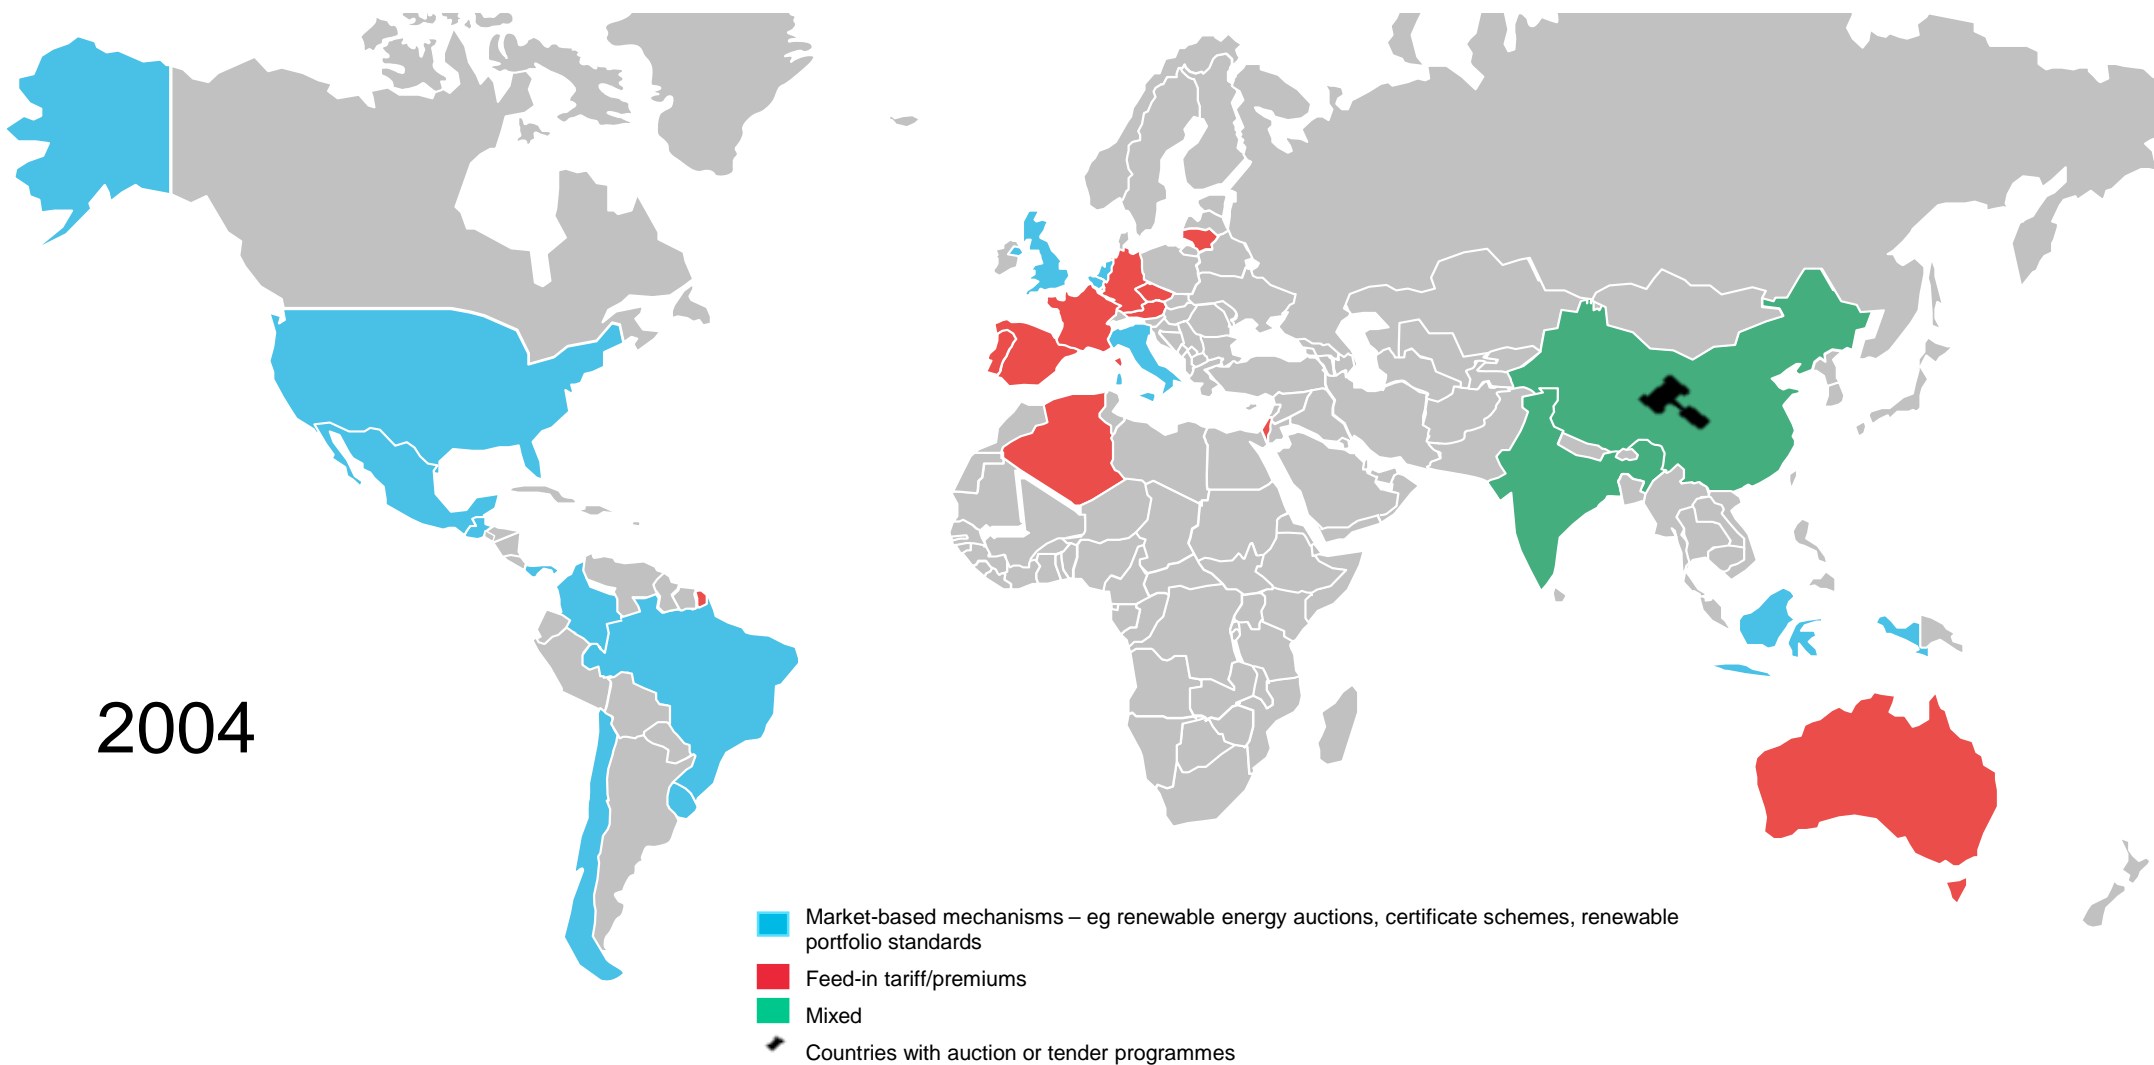 2004
Market-based mechanisms – eg renewable energy auctions, certificate schemes, renewable
portfolio standards
Feed-in tariff/premiums
Mixed
Countries with auction or tender programmes